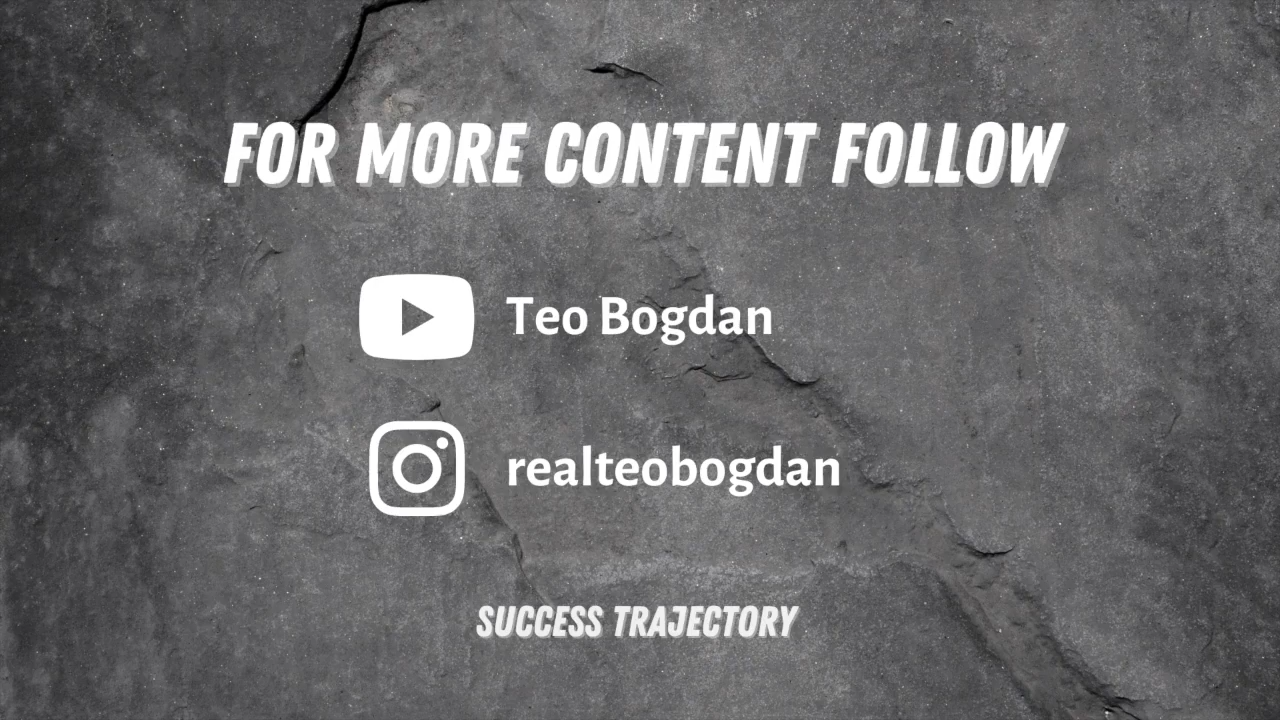 FOR MORE CONTENT FOLLOW
Teo Bogdan
realteobogdan
SUCCESS TRAJECTORY